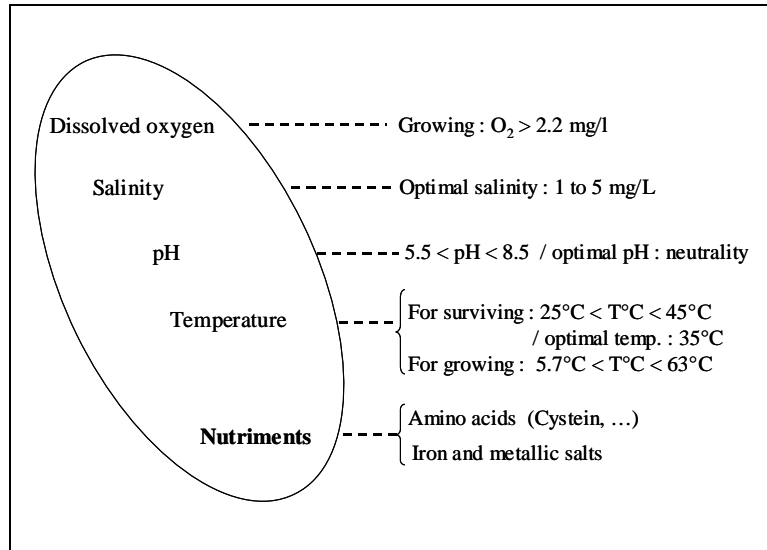 Dissolved oxygen Growing : O₂ > 2.2 mg/l
Salinity Optimal salinity : 1 to 5 mg/L
pH 5.5 < pH < 8.5 / optimal pH : neutrality
For surviving : 25°C < T°C < 45°C
Temperature / optimal temp. : 35°C
For growing : 5.7°C < T°C < 63°C
Amino acids (Cystein, …)
Nutriments
Iron and metallic salts